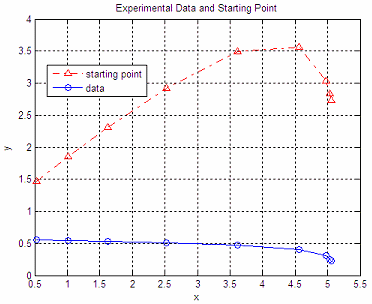 Experimental Data and Starting Point
4
3.5
3
2.5
2
1.5
1
0.5
0
y
starting point
data
0.5 1 1.5 2 2.5 3 3.5 4 4.5 5 5.5
x